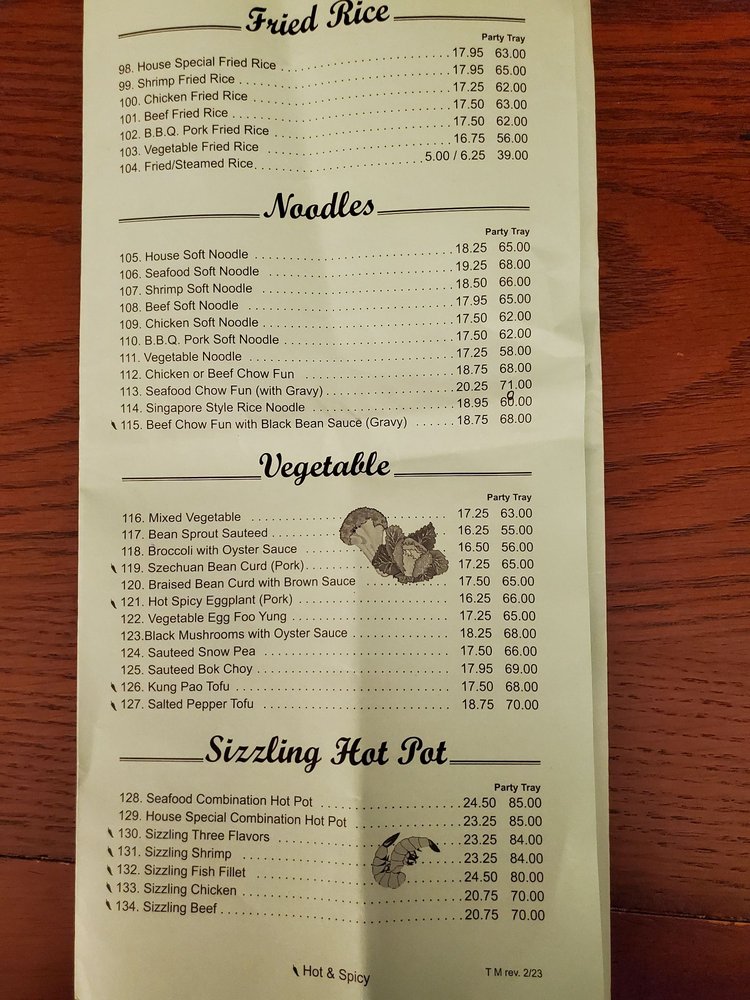 Fried Rice
Party Tray
98. House Special Fried Rice 17.95 63.00
99. Shrimp Fried Rice 17.95 65.00
100. Chicken Fried Rice 17.25 62.00
101. Beef Fried Rice 17.50 63.00
102. B.B.Q. Pork Fried Rice 17.50 62.00
103. Vegetable Fried Rice 16.75 56.00
104. Fried/Steamed Rice 5.00 / 6.25 39.00
Noodles
Party Tray
105. House Soft Noodle 18.25 65.00
106. Seafood Soft Noodle 19.25 68.00
107. Shrimp Soft Noodle 18.50 66.00
108. Beef Soft Noodle 17.95 65.00
109. Chicken Soft Noodle 17.50 62.00
110. B.B.Q. Pork Soft Noodle 17.50 62.00
111. Vegetable Noodle 17.25 58.00
112. Chicken or Beef Chow Fun 18.75 68.00
113. Seafood Chow Fun (with Gravy) 20.25 71.00
114. Singapore Style Rice Noodle 18.95
115. Beef Chow Fun with Black Bean Sauce (Gravy) 18.75 68.00
Vegetable
Party Tray
116. Mixed Vegetable 17.25 63.00
117. Bean Sprout Sauteed 16.25 55.00
118. Broccoli with Oyster Sauce 16.50 56.00
119. Szechuan Bean Curd (Pork) 17.25 65.00
120. Braised Bean Curd with Brown Sauce 17.50 65.00
121. Hot Spicy Eggplant (Pork) 16.25 66.00
122. Vegetable Egg Foo Yung 17.25 65.00
123.Black Mushrooms with Oyster Sauce 18.25 68.00
124. Sauteed Snow Pea 17.50 66.00
125. Sauteed Bok Choy 17.95 69.00
126. Kung Pao Tofu 17.50 68.00
127. Salted Pepper Tofu 18.75 70.00
Sizzling Hot Pot
Party Tray
128. Seafood Combination Hot Pot 24.50 85.00
129. House Special Combination Hot Pot 23.25 85.00
130. Sizzling Three Flavors 23.25 84.00
131. Sizzling Shrimp 23.25 84.00
132. Sizzling Fish Fillet 24.50 80.00
133. Sizzling Chicken 20.75 70.00
134. Sizzling Beef 20.75 70.00
Hot & Spicy
T M rev. 2/23